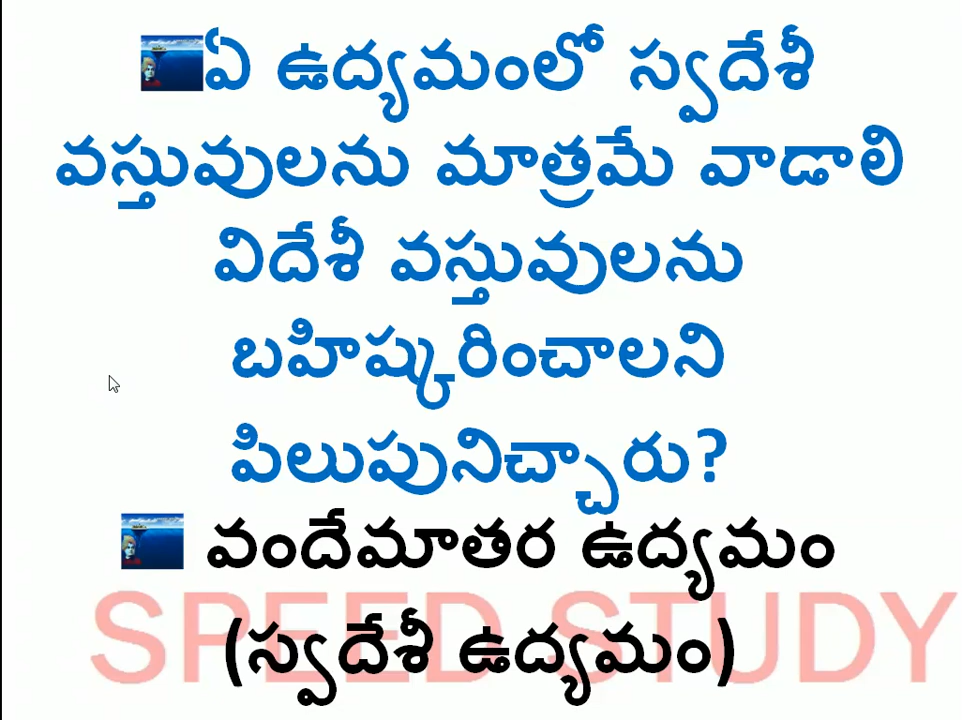 ఏ ఉద్యమంలో స్వదేశీ
వస్తువులను మాత్రమే వాడాలి
విదేశీ వస్తువులను
బహిష్కరించాలని
పిలుపునిచ్చారు?
వందేమాతర ఉద్యమం
(స్వదేశీ ఉద్యమం)
SPEED STUDY